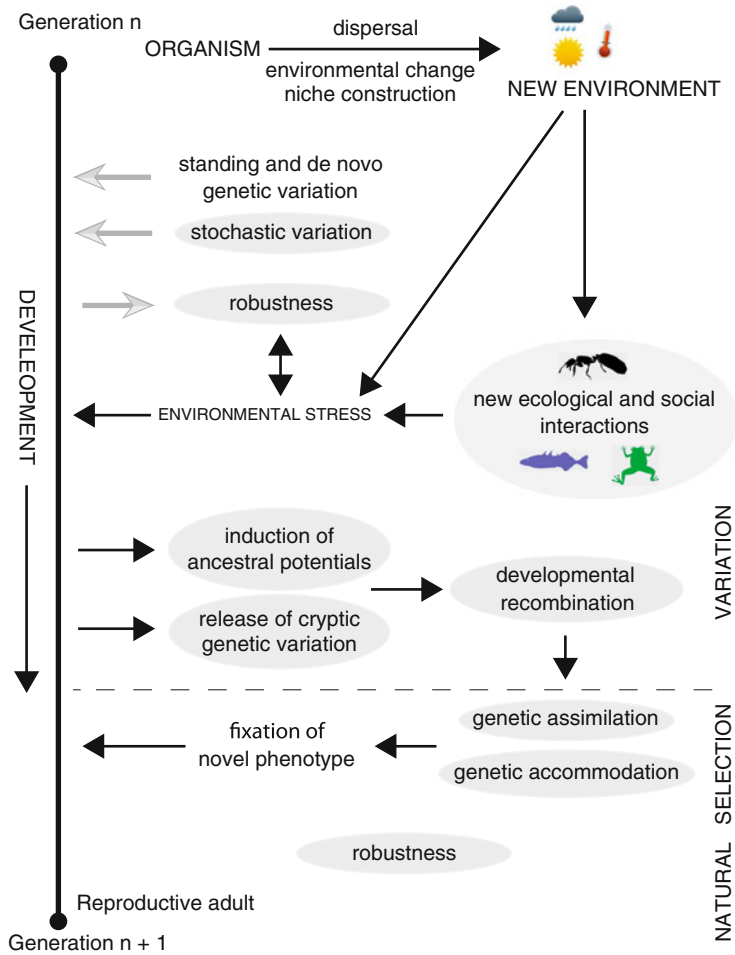 Generation n
ORGANISM
dispersal
environmental change
niche construction
NEW ENVIRONMENT
standing and de novo
genetic variation
stochastic variation
robustness
DEVELEOPMENT
ENVIRONMENTAL STRESS
new ecological and social
interactions
induction of
ancestral potentials
release of cryptic
genetic variation
developmental
recombination
VARIATION
genetic assimilation
fixation of
novel phenotype
genetic accommodation
robustness
NATURAL SELECTION
Reproductive adult
Generation n + 1